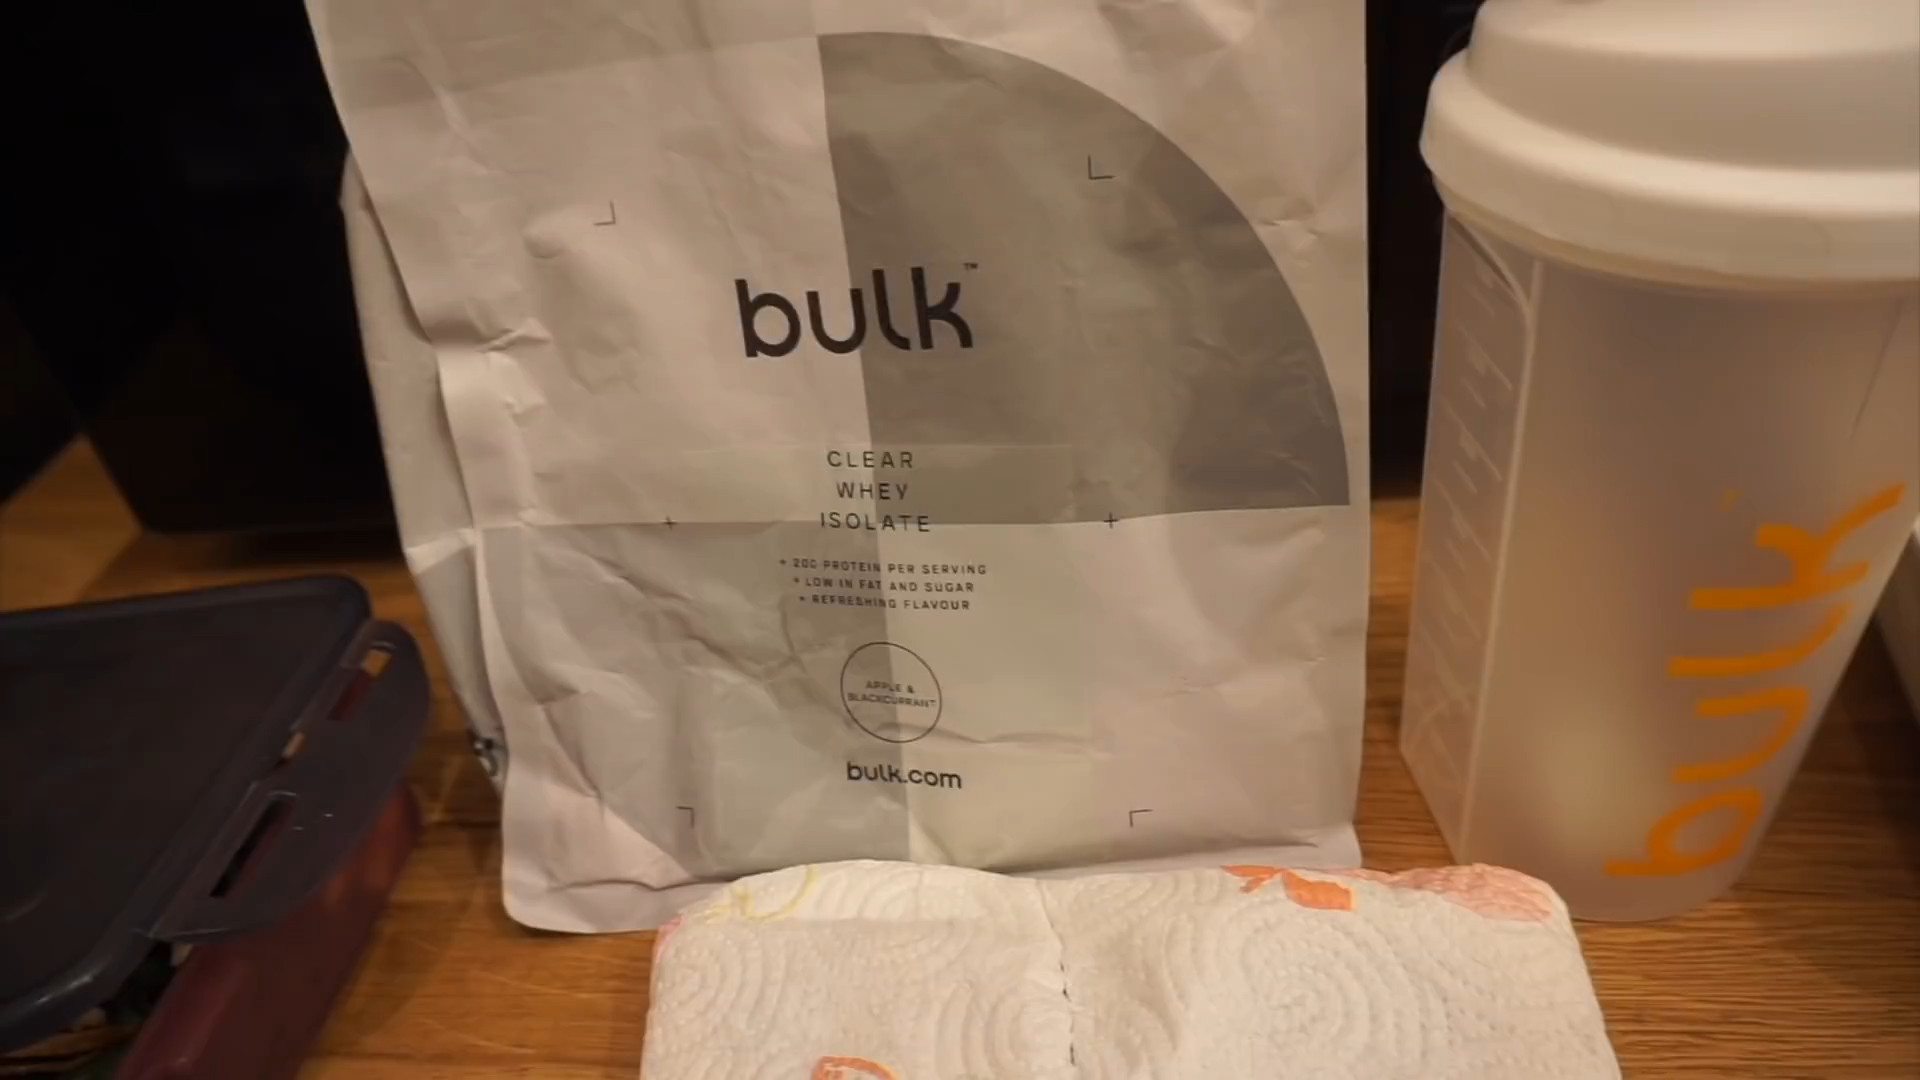 bulk™
CLEAR
WHEY
ISOLATE
+ 20G PROTEIN PER SERVING
+ LOW IN FAT AND SUGAR
+ REFRESHING FLAVOUR
APPLE &
BLACKCURRANT
bulk.com
bulk